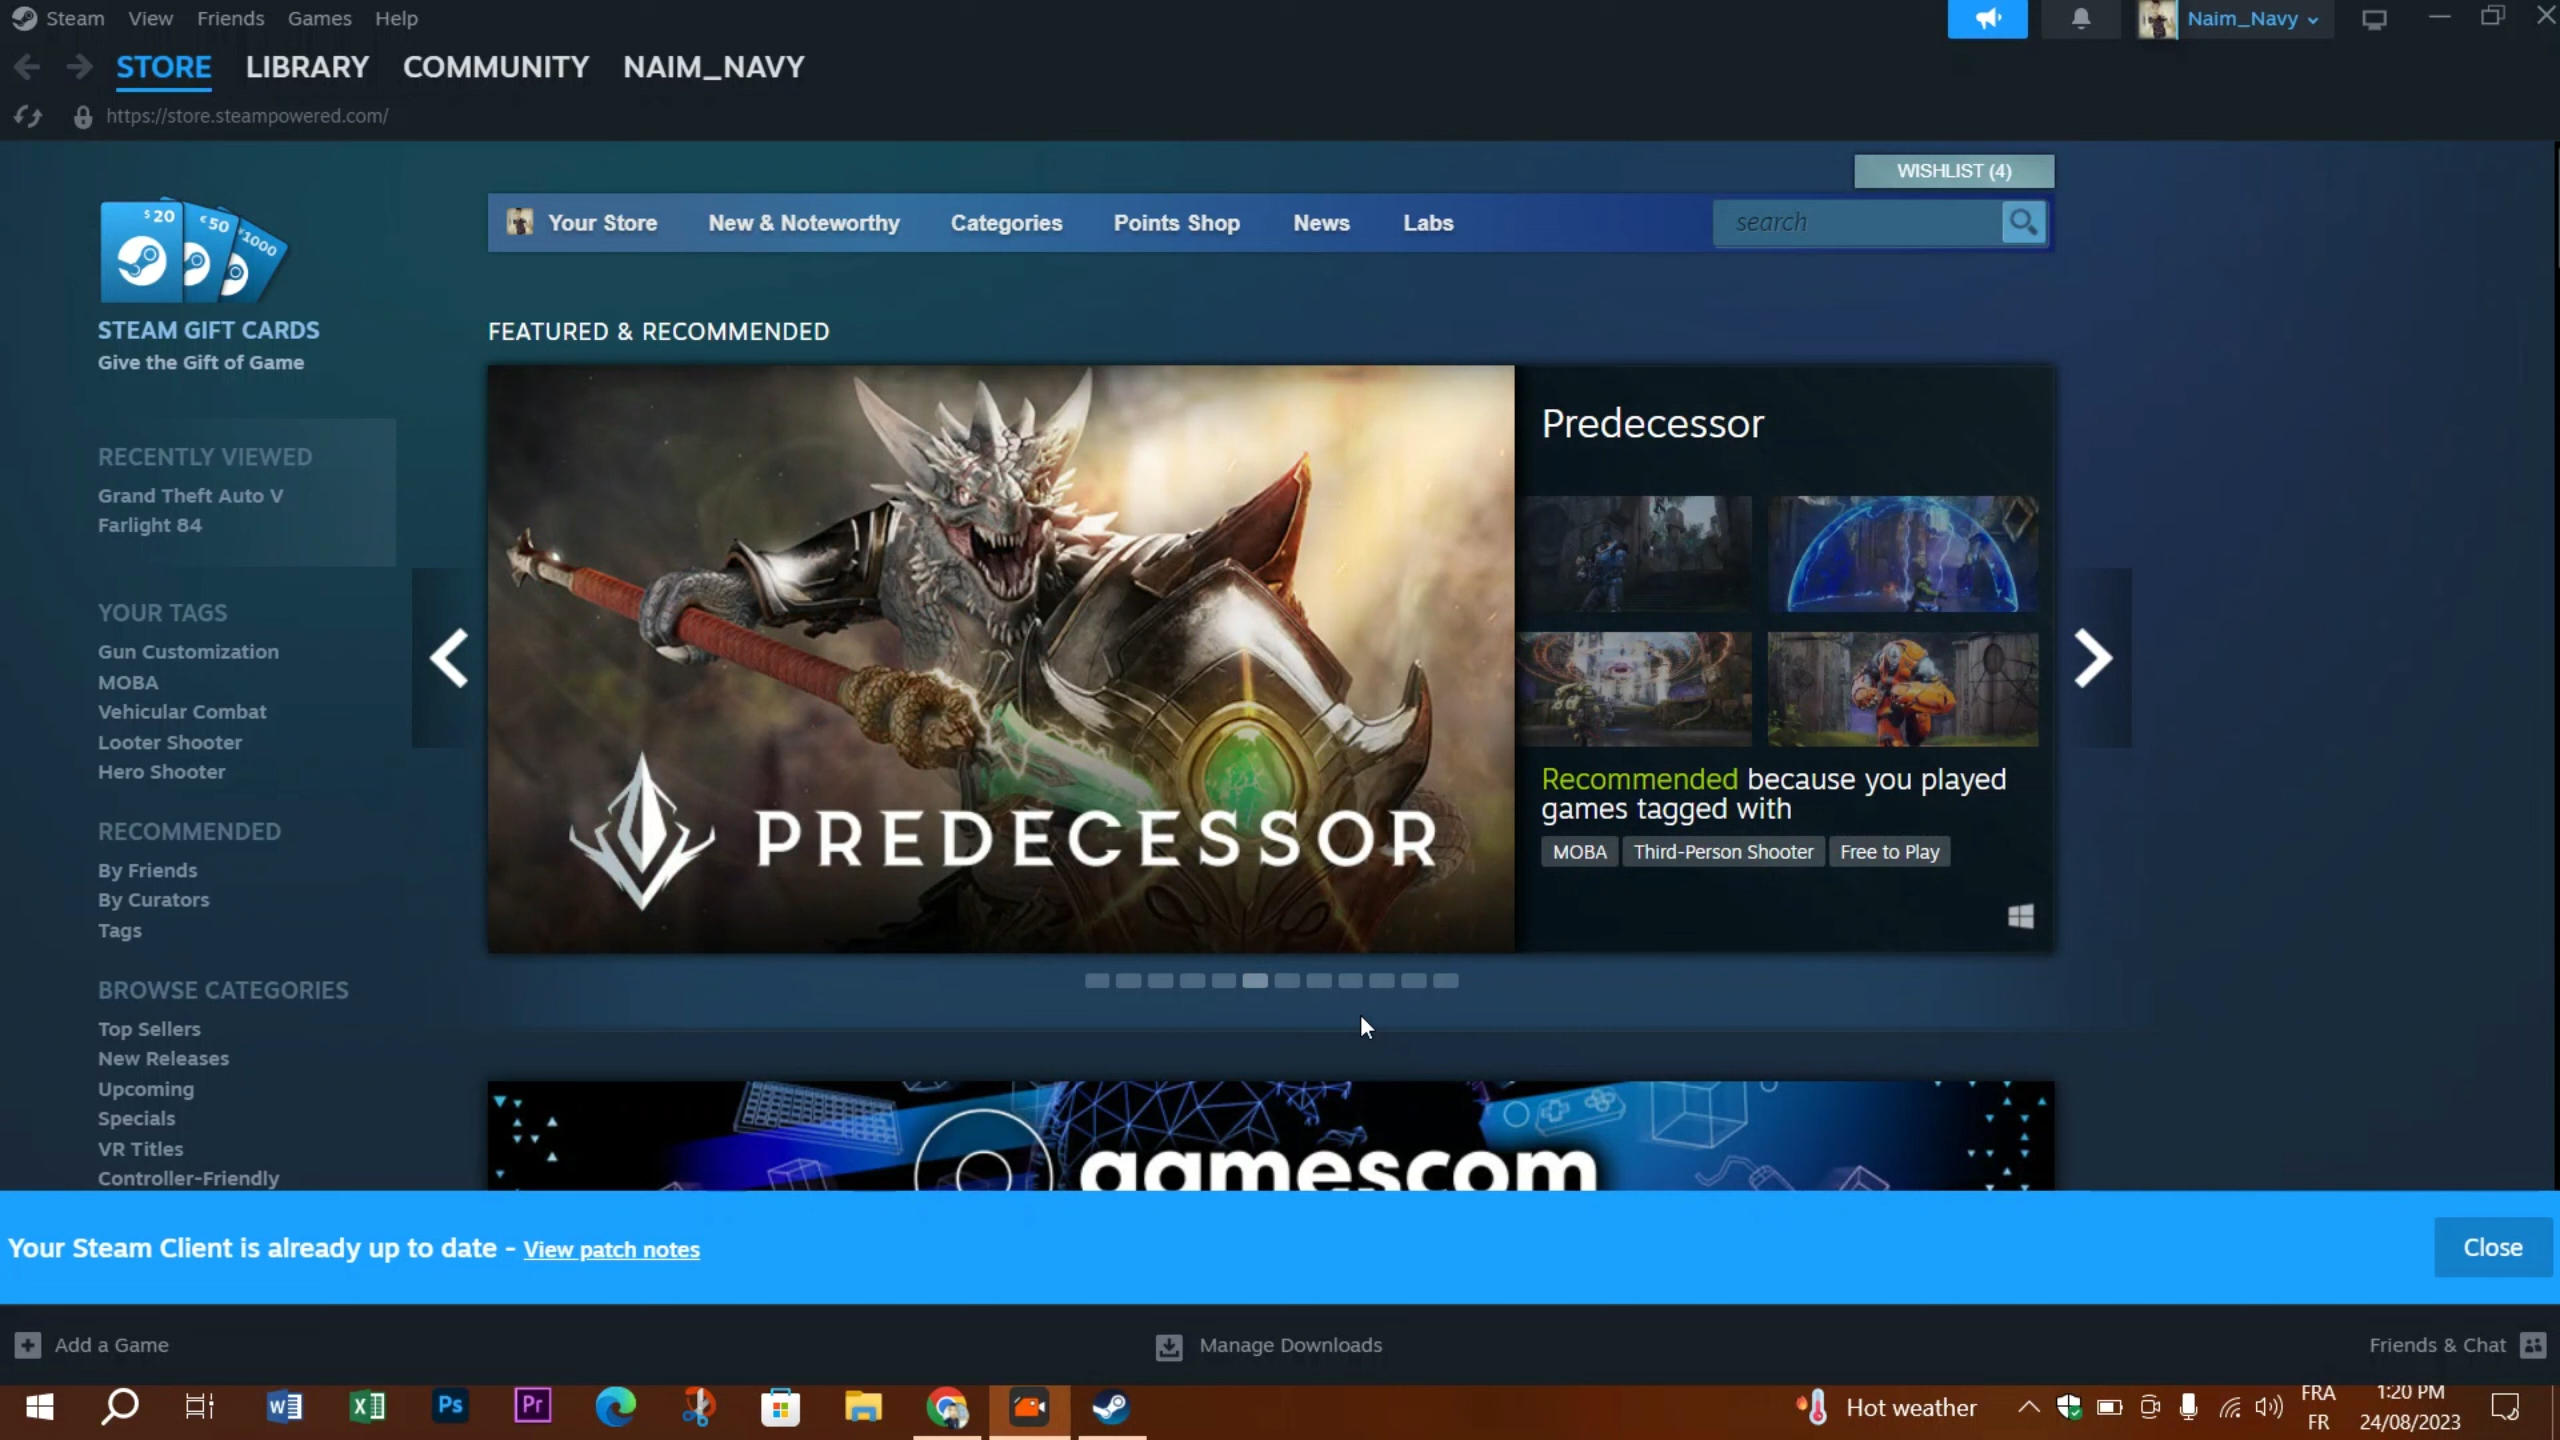 Steam View Friends Games Help
Naim_Navy
STORE LIBRARY COMMUNITY NAIM_NAVY
https://store.steampowered.com/
WISHLIST (4)
Your Store New & Noteworthy Categories Points Shop News Labs
search
$20
€50
¥1000
STEAM GIFT CARDS
Give the Gift of Game
RECENTLY VIEWED
Grand Theft Auto V
Farlight 84
YOUR TAGS
Gun Customization
MOBA
Vehicular Combat
Looter Shooter
Hero Shooter
RECOMMENDED
By Friends
By Curators
Tags
BROWSE CATEGORIES
Top Sellers
New Releases
Upcoming
Specials
VR Titles
Controller-Friendly
FEATURED & RECOMMENDED
PREDECESSOR
Predecessor
Recommended because you played
games tagged with
MOBA Third-Person Shooter Free to Play
gamescom
Your Steam Client is already up to date - View patch notes
Close
Add a Game
Manage Downloads
Friends & Chat
Ps
Pr
Hot weather
FRA
FR
1:20 PM
24/08/2023